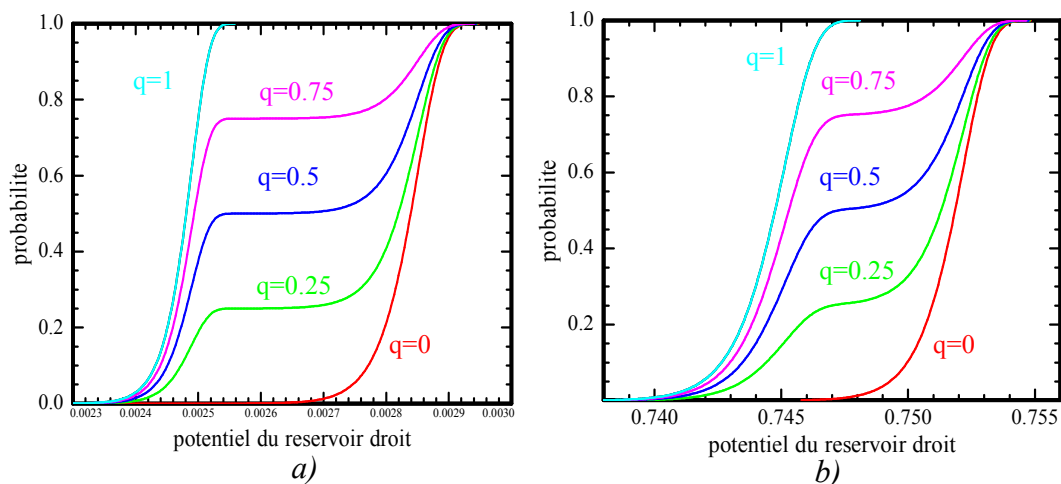 1.0
0.8
0.6
0.4
0.2
0.0
probabilite
q=1
q=0.75
q=0.5
q=0.25
q=0
0.0023 0.0024 0.0025 0.0026 0.0027 0.0028 0.0029 0.0030
potentiel du reservoir droit
a)
1.0
0.8
0.6
0.4
0.2
probabilite
q=1
q=0.75
q=0.5
q=0.25
q=0
0.740 0.745 0.750 0.755
potentiel du reservoir droit
b)